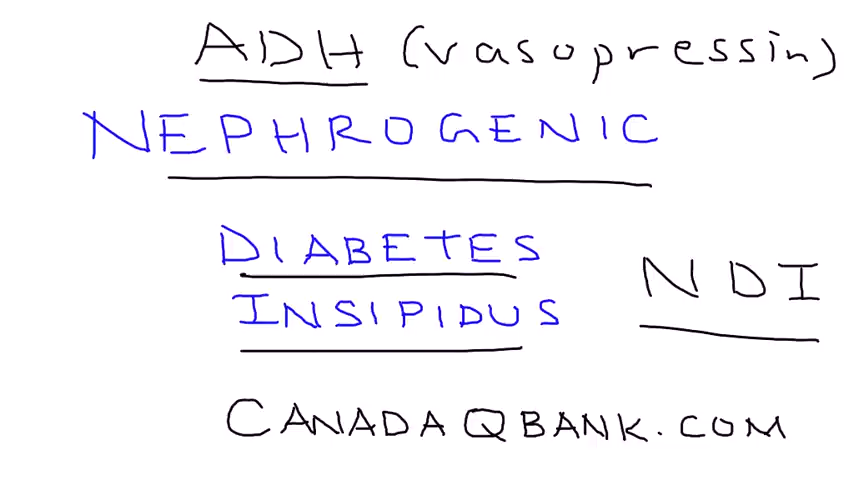 ADH (vasopressin)
NEPHROGENIC
DIABETES
INSIPIDUS
NDI
CANADAQBANK.COM